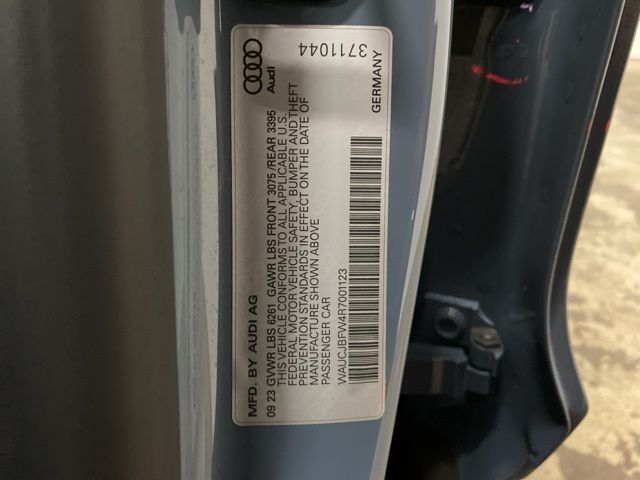 MFD. BY AUDI AG
Audi
09 23 GVWR LBS 6261 GAWR LBS FRONT 3075 /REAR 3395
THIS VEHICLE CONFORMS TO ALL APPLICABLE U.S.
FEDERAL MOTOR VEHICLE SAFETY, BUMPER AND THEFT
PREVENTION STANDARDS IN EFFECT ON THE DATE OF
MANUFACTURE SHOWN ABOVE
PASSENGER CAR
WAUCJBFW4R7001123
3711044
GERMANY